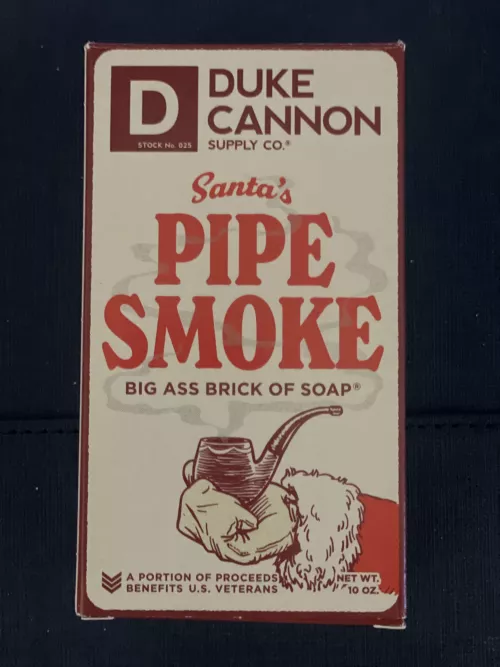 D
STOCK No. 025
DUKE
CANNON
SUPPLY CO.®
Santa's
PIPE
SMOKE
BIG ASS BRICK OF SOAP®
A PORTION OF PROCEEDS
BENEFITS U.S. VETERANS
NET WT.
10 OZ.